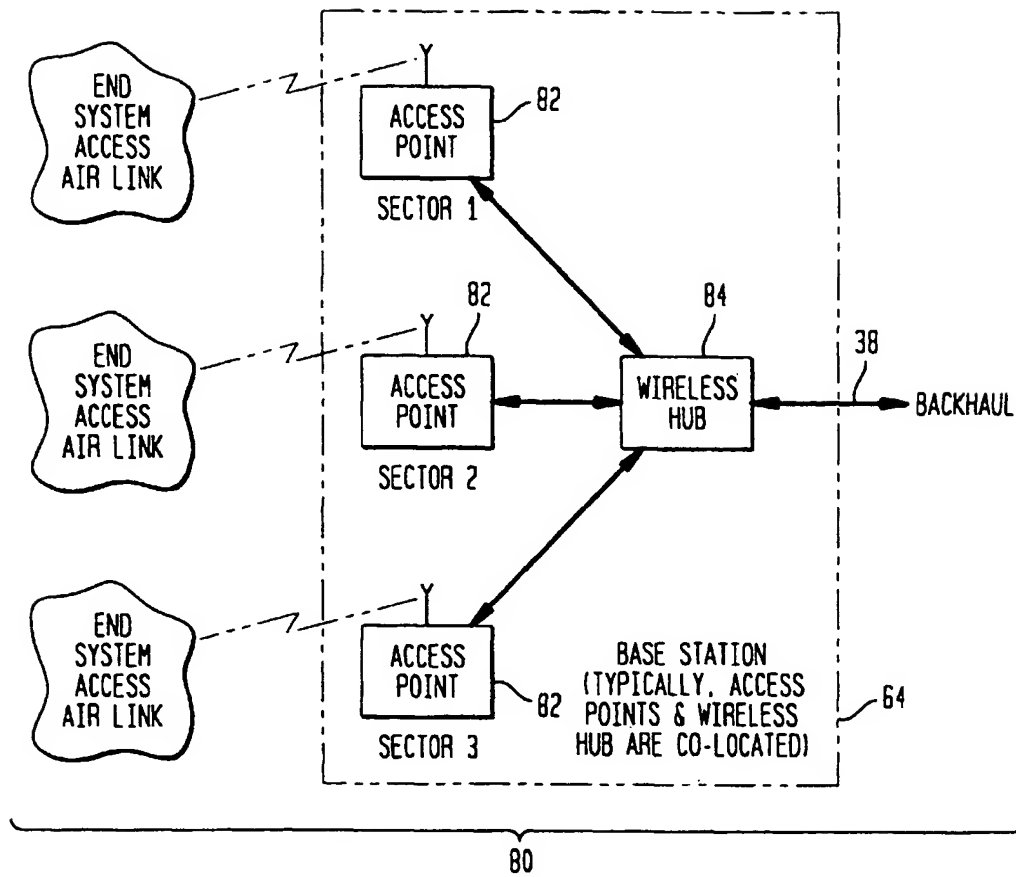 END
SYSTEM
ACCESS
AIR LINK
ACCESS
POINT
82
SECTOR 1
END
SYSTEM
ACCESS
AIR LINK
82
ACCESS
POINT
SECTOR 2
84
WIRELESS
HUB
38
BACKHAUL
END
SYSTEM
ACCESS
AIR LINK
ACCESS
POINT
82
SECTOR 3
BASE STATION
(TYPICALLY, ACCESS
POINTS & WIRELESS
HUB ARE CO-LOCATED)
64
80